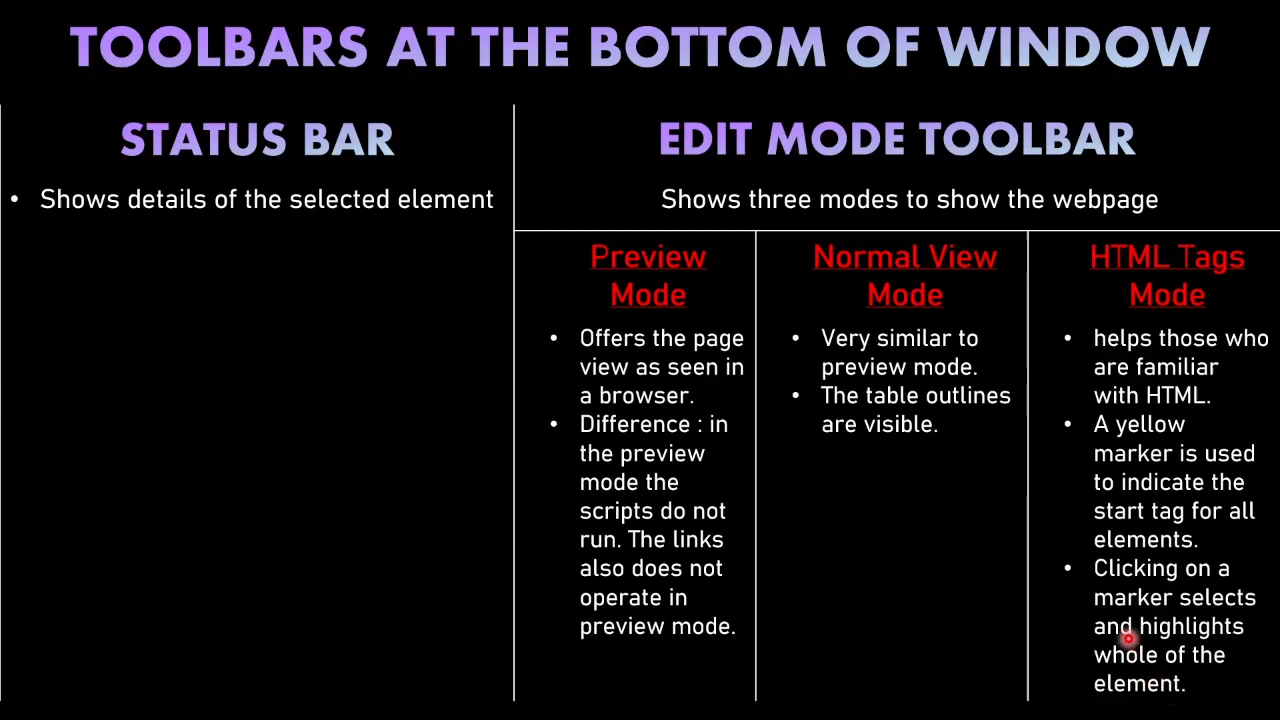 TOOLBARS AT THE BOTTOM OF WINDOW
STATUS BAR
• Shows details of the selected element
EDIT MODE TOOLBAR
Shows three modes to show the webpage
Preview
Mode
• Offers the page
view as seen in
a browser.
• Difference : in
the preview
mode the
scripts do not
run. The links
also does not
operate in
preview mode.
Normal View
Mode
• Very similar to
preview mode.
• The table outlines
are visible.
HTML Tags
Mode
• helps those who
are familiar
with HTML.
• A yellow
marker is used
to indicate the
start tag for all
elements.
• Clicking on a
marker selects
and highlights
whole of the
element.